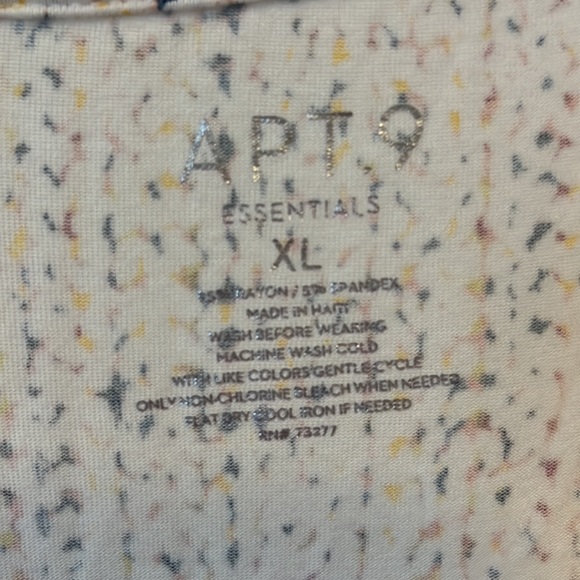 APT.9
ESSENTIALS
XL
95% RAYON / 5% SPANDEX
MADE IN HAITI
WASH BEFORE WEARING
MACHINE WASH COLD
WITH LIKE COLORS GENTLE CYCLE
ONLY NON-CHLORINE BLEACH WHEN NEEDED
FLAT DRY COOL IRON IF NEEDED
RN# 73277